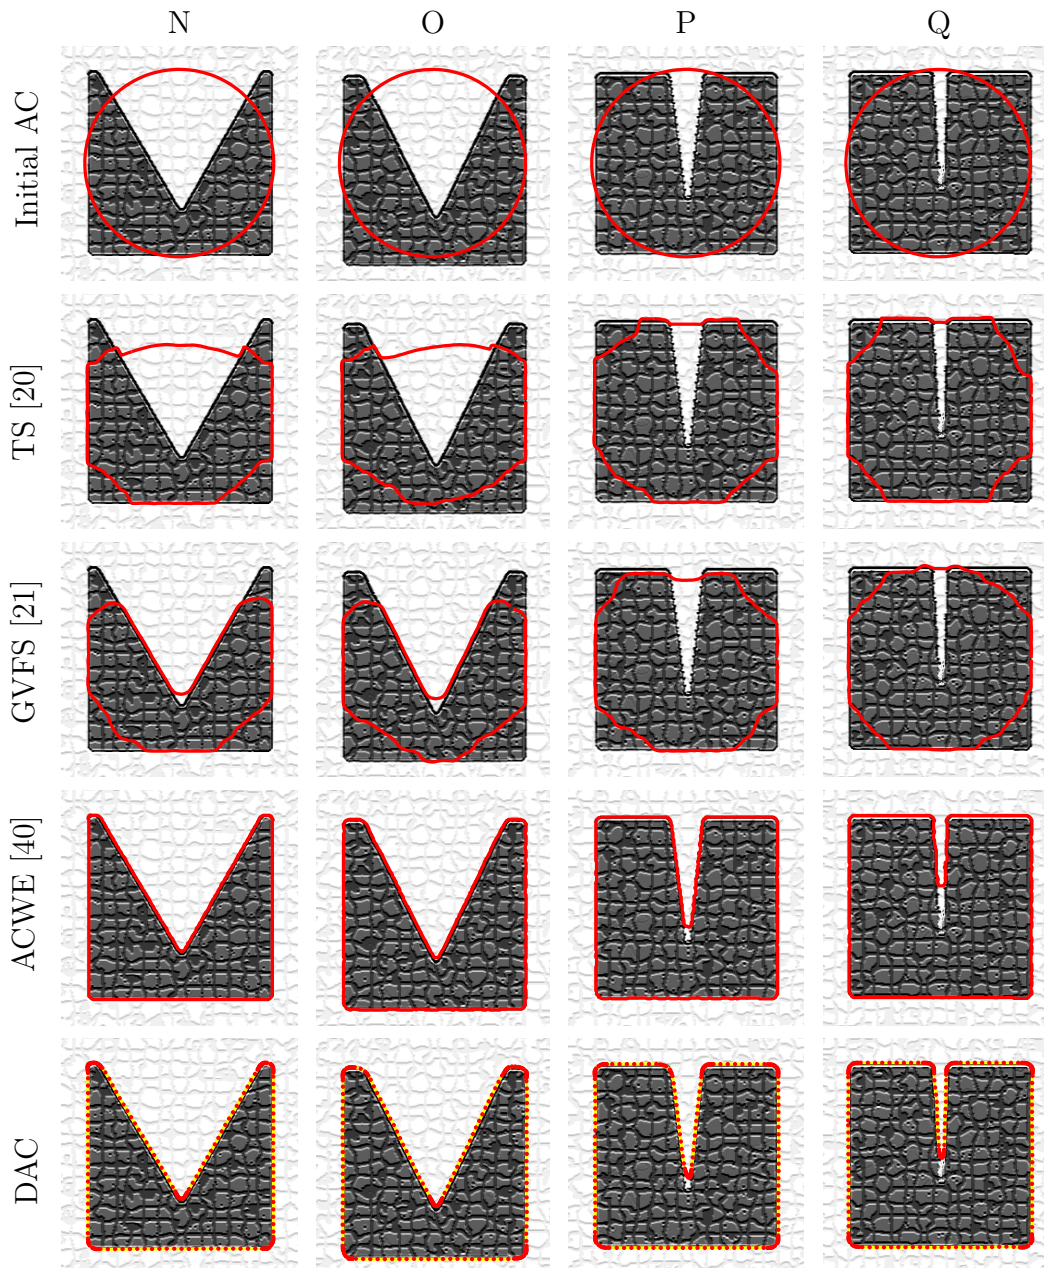 N O P Q
Initial AC
TS [20]
GVFS [21]
ACWE [40]
DAC